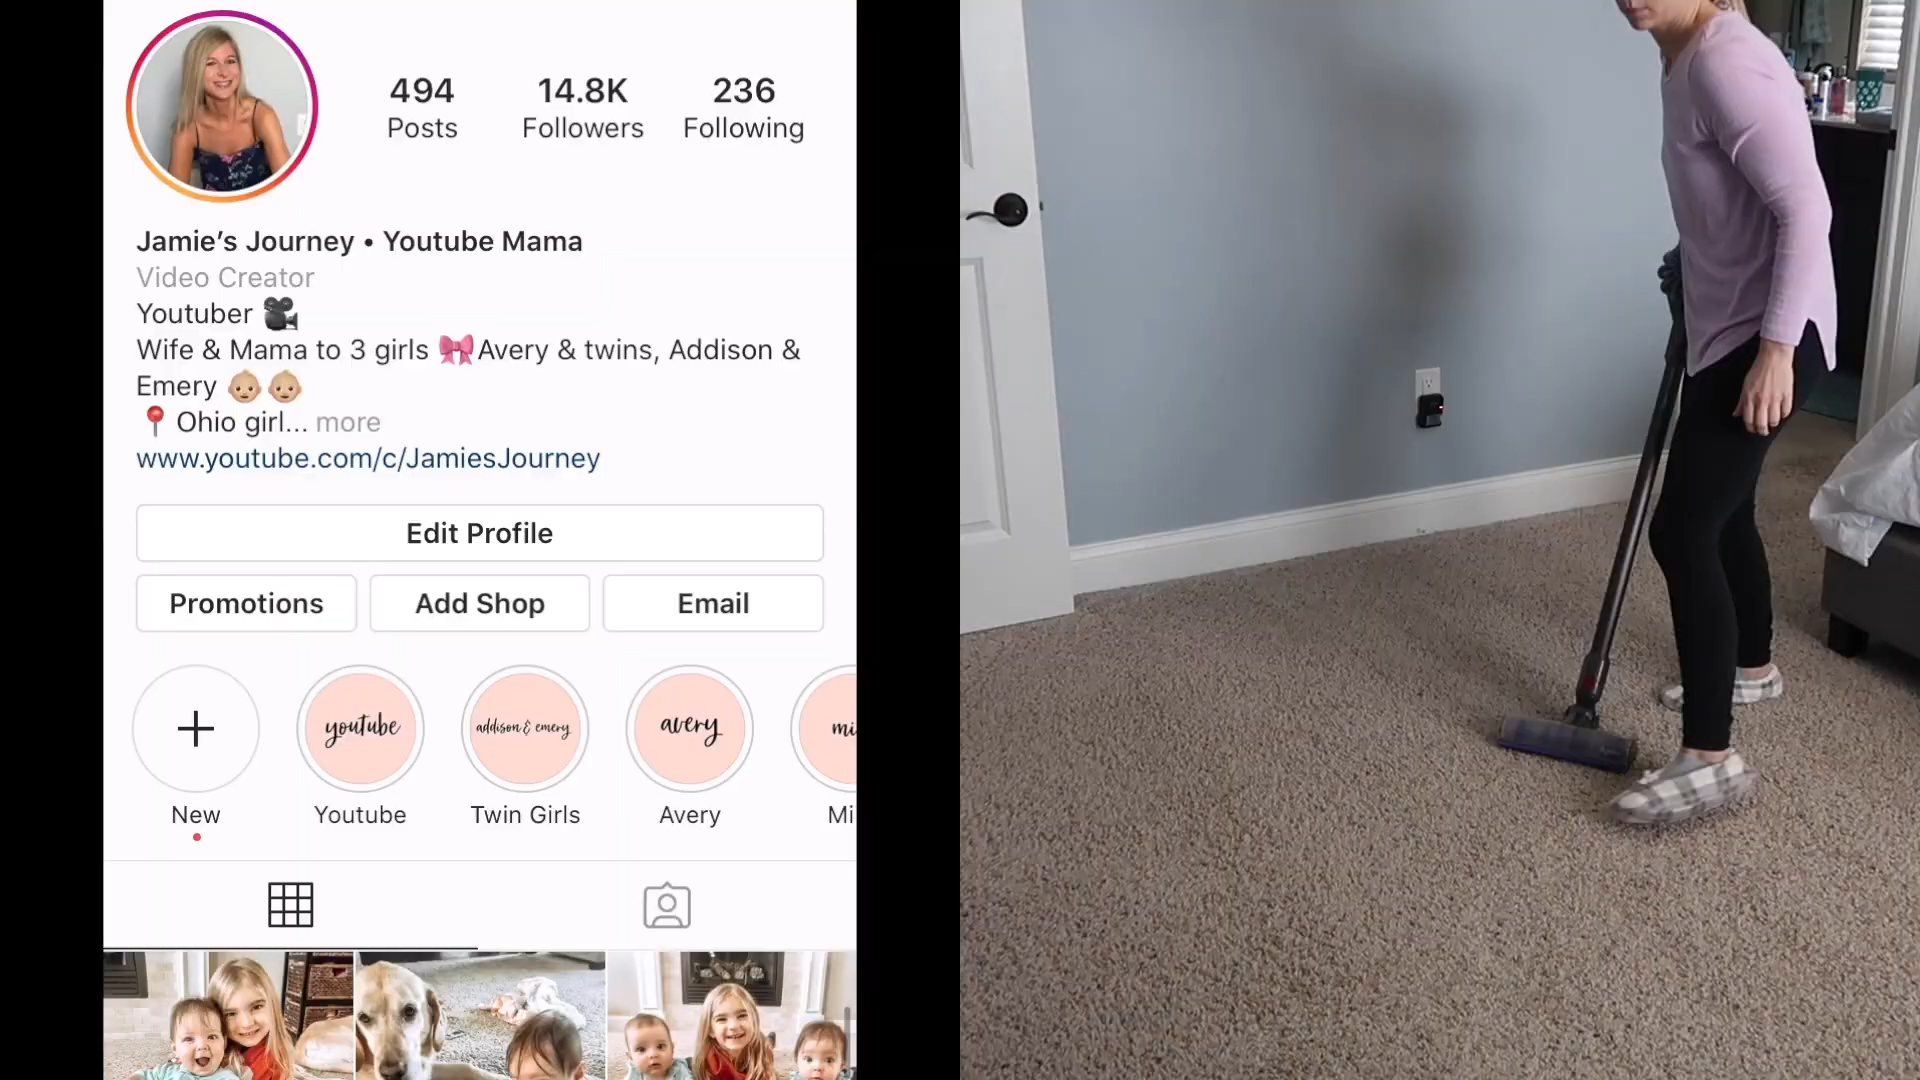 494
Posts
14.8K
Followers
236
Following
Jamie’s Journey • Youtube Mama
Video Creator
Youtuber 🎥
Wife & Mama to 3 girls 🎀Avery & twins, Addison &
Emery 👶🏼👶🏼
📍 Ohio girl... more
www.youtube.com/c/JamiesJourney
Edit Profile
Promotions
Add Shop
Email
youtube
addison & emery
avery
mi
New
Youtube
Twin Girls
Avery
Mi